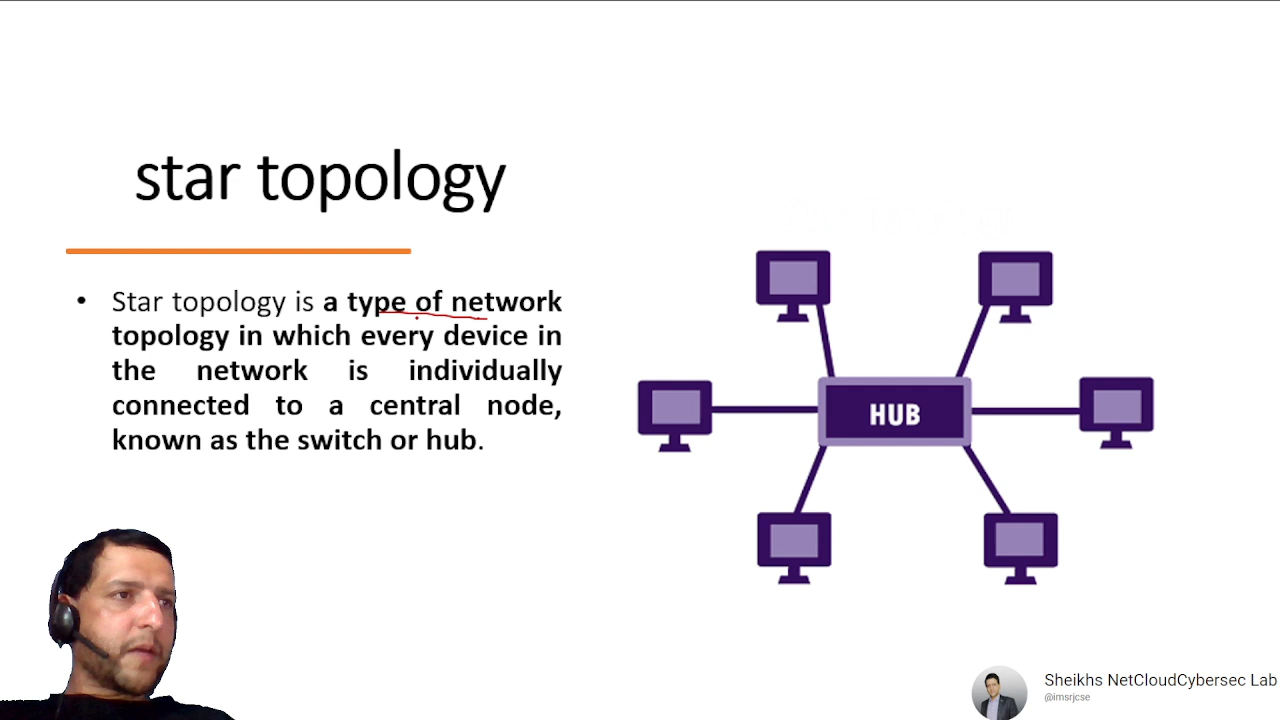 star topology
• Star topology is a type of network
topology in which every device in
the network is individually
connected to a central node,
known as the switch or hub.
HUB
Sheikhs NetCloudCybersec Lab
@imsrjcse